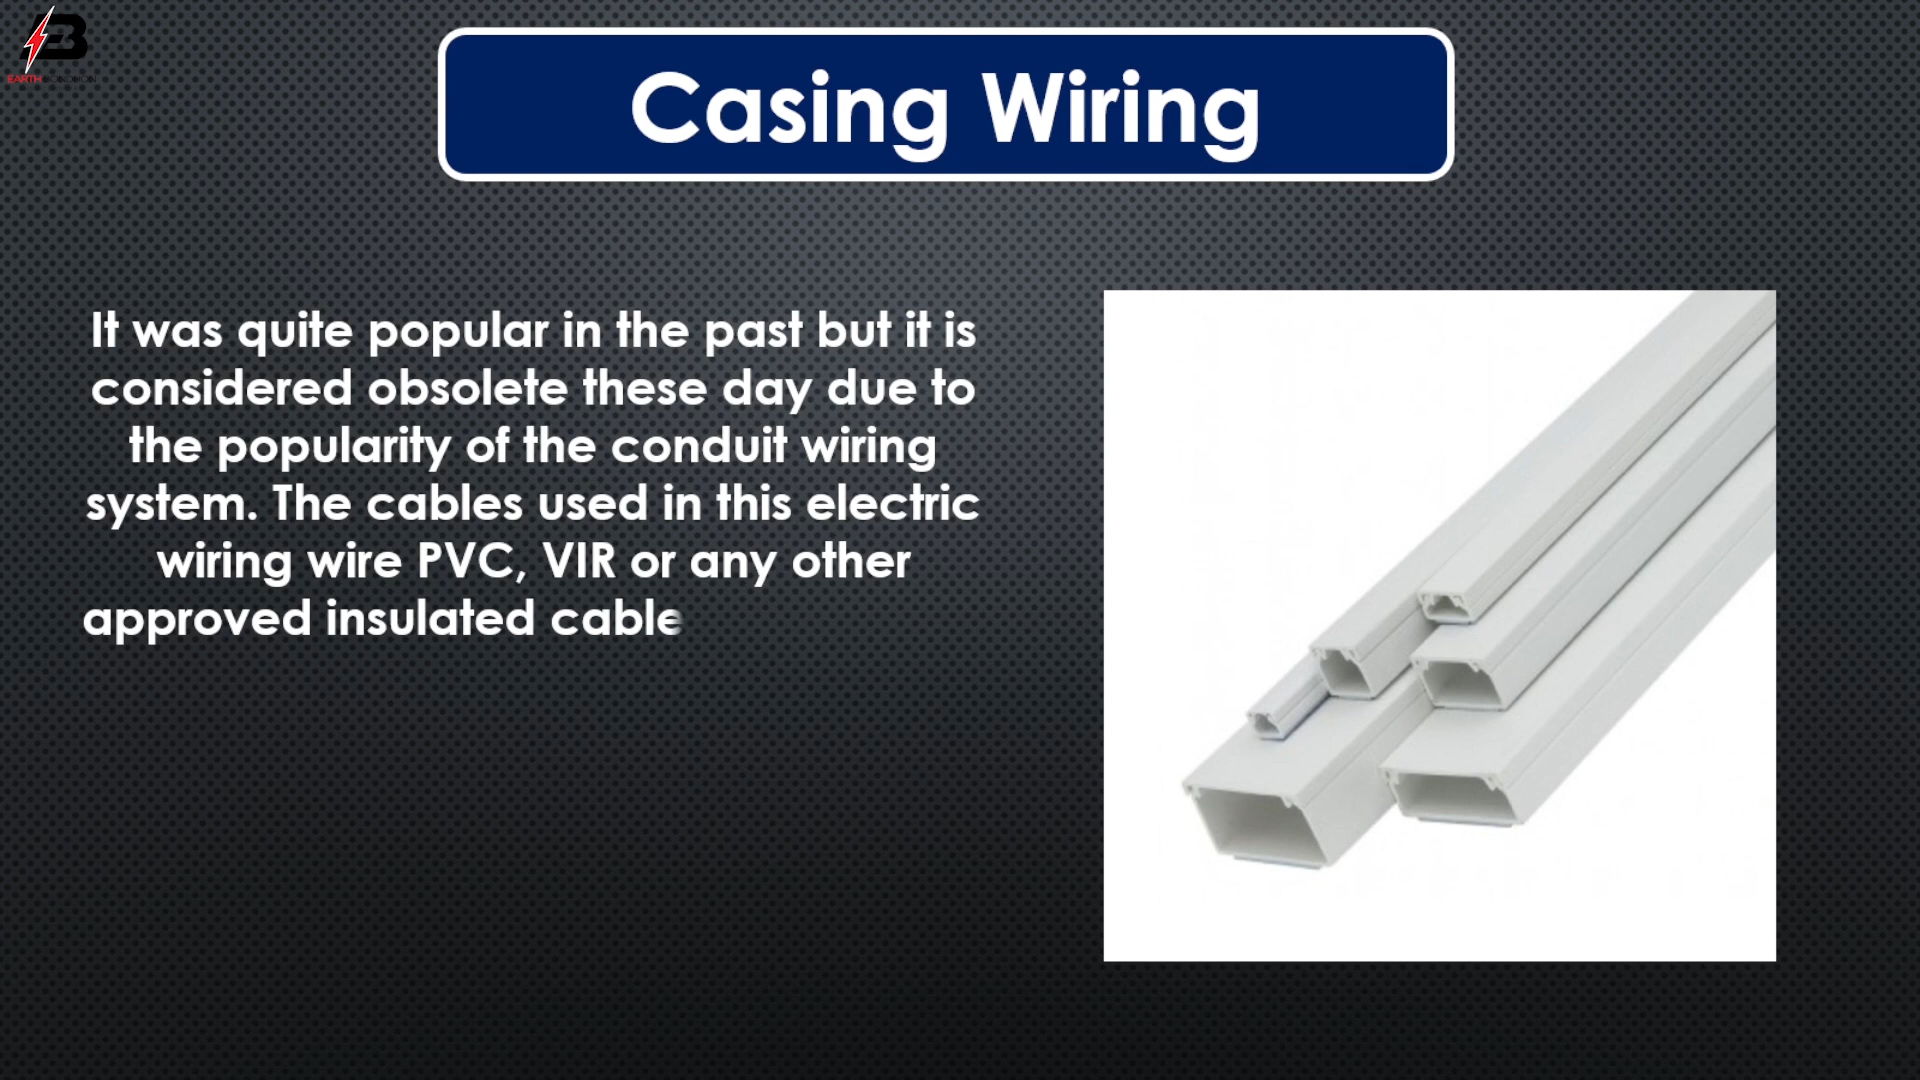 EARTH
Casing Wiring
It was quite popular in the past but it is
considered obsolete these day due to
the popularity of the conduit wiring
system. The cables used in this electric
wiring wire PVC, VIR or any other
approved insulated cable